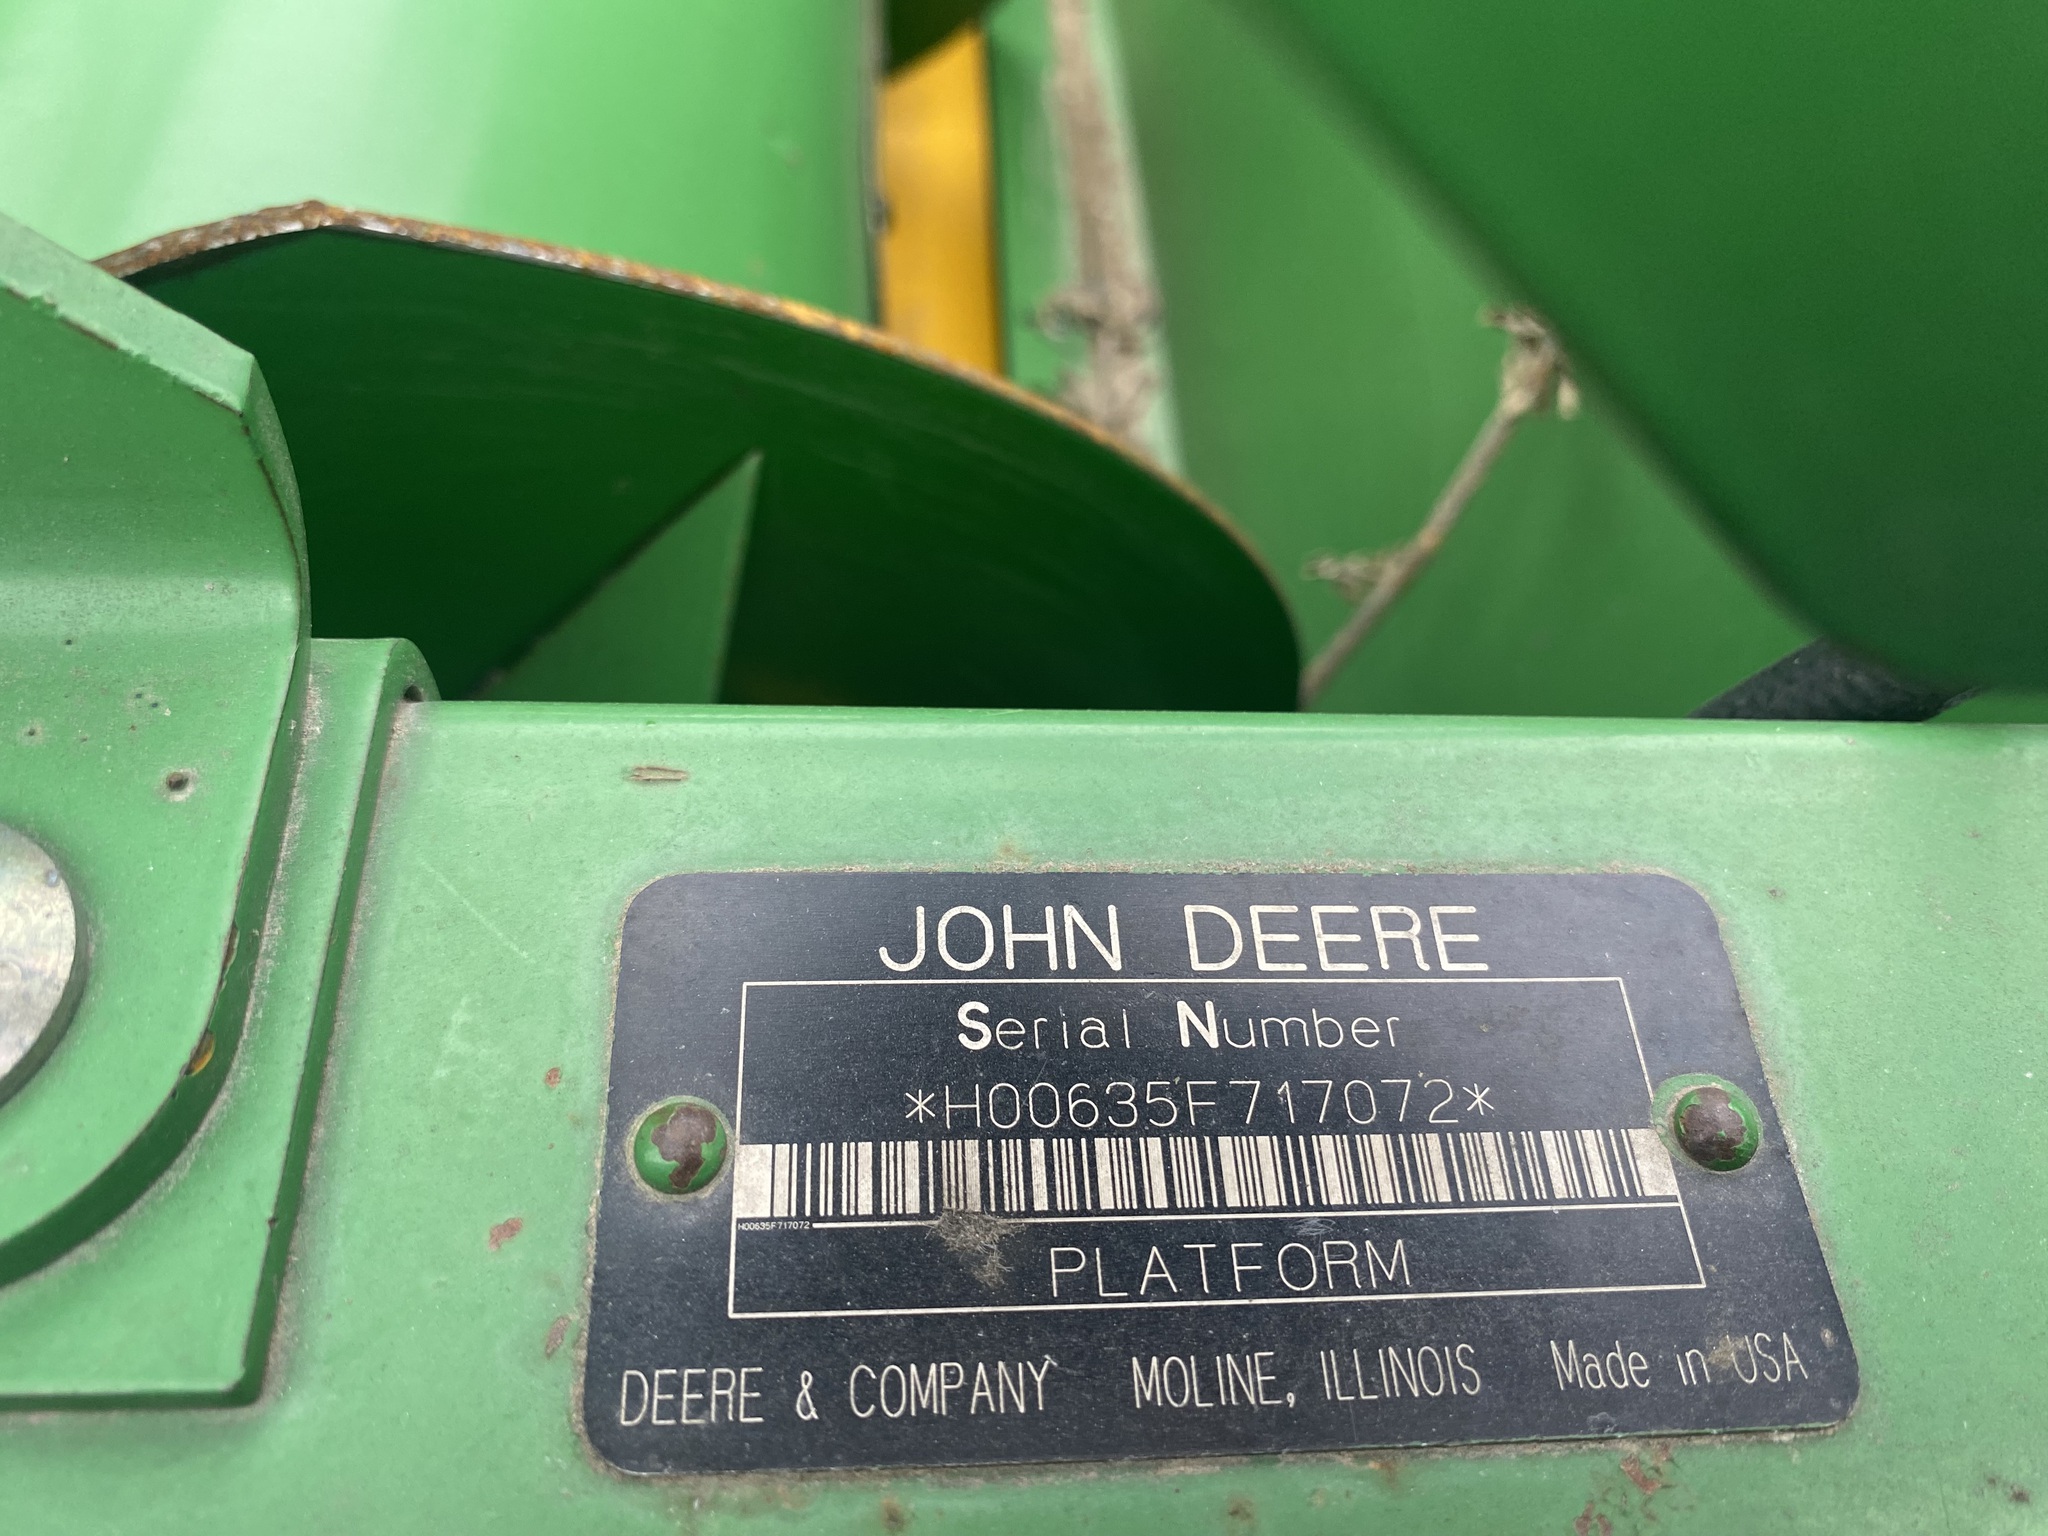 JOHN DEERE
Serial Number
*H00635F717072*
H00635F717072
PLATFORM
DEERE & COMPANY MOLINE, ILLINOIS Made in USA